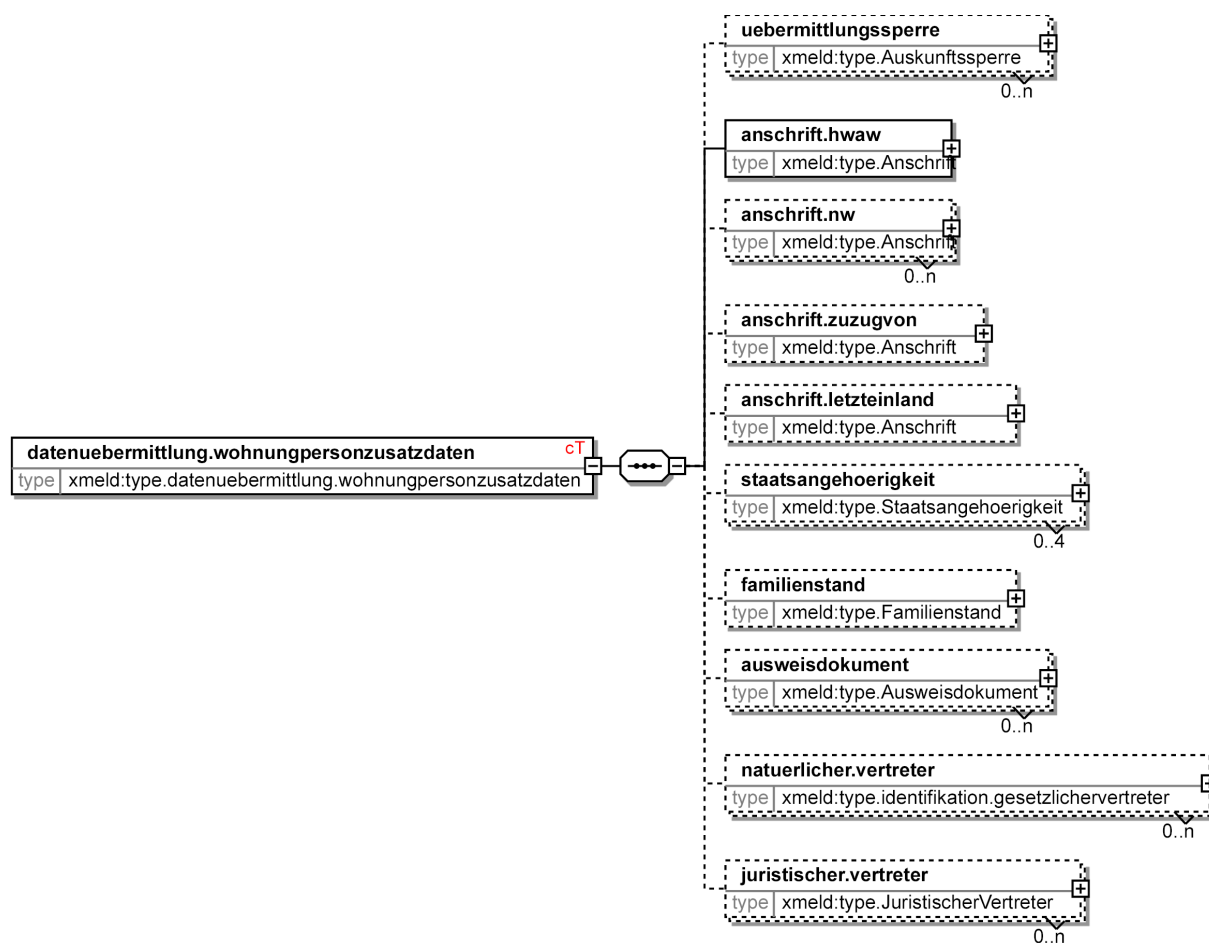 uebermittlungssperre
type xmeld:type.Auskunftssperre
0..n
anschrift.hwaw
type xmeld:type.Anschrift
anschrift.nw
type xmeld:type.Anschrift
0..n
anschrift.zuzugvon
type xmeld:type.Anschrift
anschrift.letzteinland
type xmeld:type.Anschrift
datenuebermittlung.wohnungpersonzusatzdaten cT
type xmeld:type.datenuebermittlung.wohnungpersonzusatzdaten
staatsangehoerigkeit
type xmeld:type.Staatsangehoerigkeit
0..4
familienstand
type xmeld:type.Familienstand
ausweisdokument
type xmeld:type.Ausweisdokument
0..n
natuerlicher.vertreter
type xmeld:type.identifikation.gesetzlichervertreter
0..n
juristischer.vertreter
type xmeld:type.JuristischerVertreter
0..n